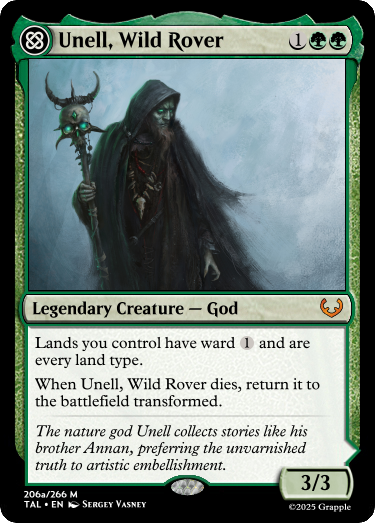 Unell, Wild Rover 1
Legendary Creature — God
Lands you control have ward 1 and are
every land type.
When Unell, Wild Rover dies, return it to
the battlefield transformed.
The nature god Unell collects stories like his
brother Annan, preferring the unvarnished
truth to artistic embellishment.
3/3
206a/266 M
TAL • EN Sergey Vasney
©2025 Grapple